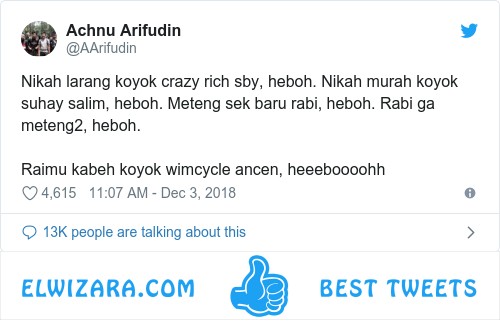 Achnu Arifudin
@AArifudin
Nikah larang koyok crazy rich sby, heboh. Nikah murah koyok
suhay salim, heboh. Meteng sek baru rabi, heboh. Rabi ga
meteng2, heboh.
Raimu kabeh koyok wimcycle ancen, heeeboooohh
4,615 11:07 AM - Dec 3, 2018
13K people are talking about this
ELWIZARA.COM BEST TWEETS